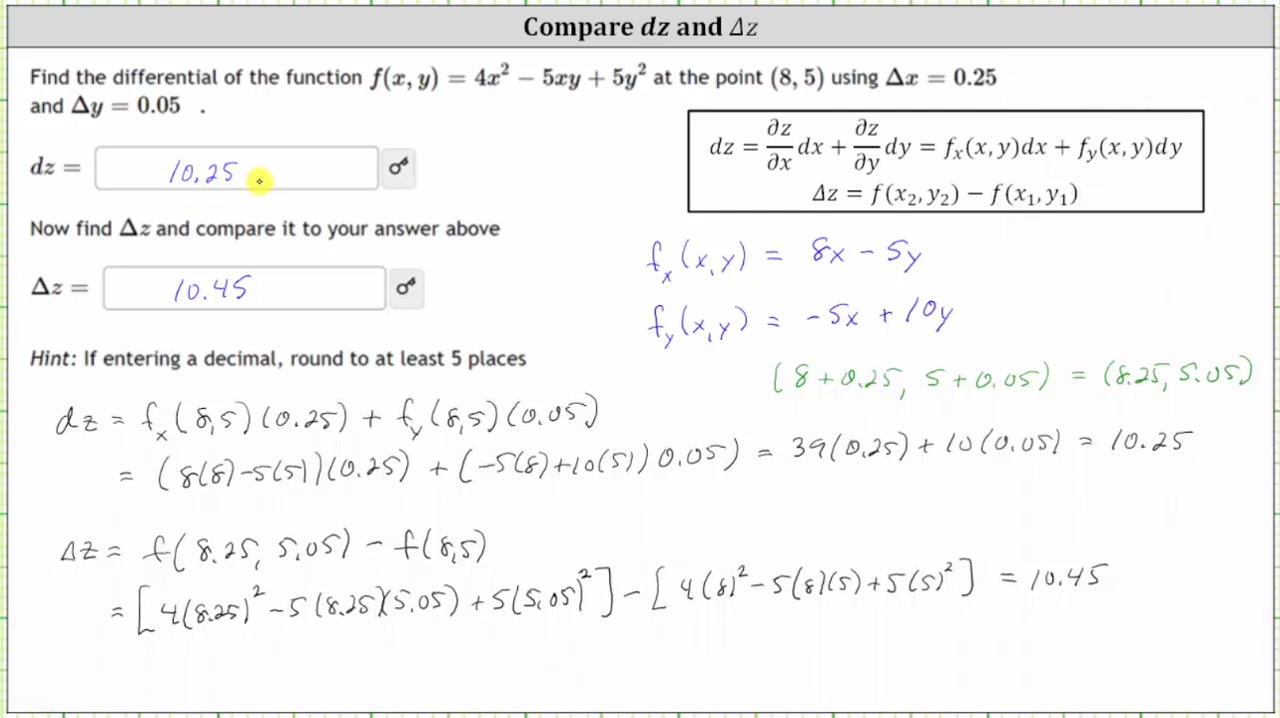 Compare dz and Δz
Find the differential of the function f(x, y) = 4x² − 5xy + 5y² at the point (8, 5) using Δx = 0.25
and Δy = 0.05 .
dz = ∂z/∂x dx + ∂z/∂y dy = fₓ(x, y)dx + f_y(x, y)dy
Δz = f(x₂, y₂) − f(x₁, y₁)
dz = 10.25
Now find Δz and compare it to your answer above
Δz = 10.45
Hint: If entering a decimal, round to at least 5 places
fₓ(x,y) = 8x − 5y
f_y(x,y) = -5x + 10y
(8+0.25, 5+0.05) = (8.25, 5.05)
dz = fₓ(8,5)(0.25) + f_y(8,5)(0.05)
= (8(8)-5(5))(0.25) + (-5(8)+10(5))0.05) = 39(0.25) + 10(0.05) = 10.25
Δz = f(8.25, 5.05) − f(8,5)
= [4(8.25)² − 5(8.25)(5.05) + 5(5.05)²] − [4(8)² − 5(8)(5) + 5(5)²] = 10.45